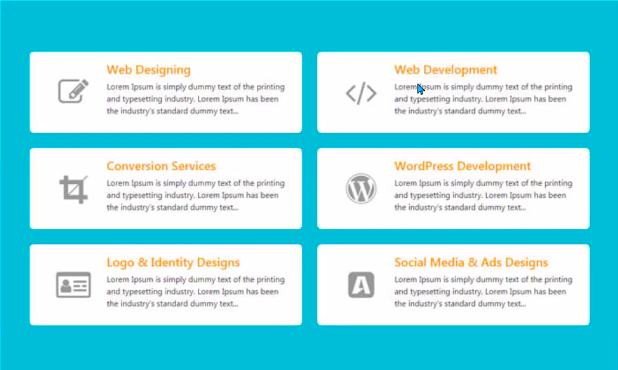 Web Designing
Lorem Ipsum is simply dummy text of the printing
and typesetting industry. Lorem Ipsum has been
the industry's standard dummy text...
Web Development
Lorem Ipsum is simply dummy text of the printing
and typesetting industry. Lorem Ipsum has been
the industry's standard dummy text...
Conversion Services
Lorem Ipsum is simply dummy text of the printing
and typesetting industry. Lorem Ipsum has been
the industry's standard dummy text...
WordPress Development
Lorem Ipsum is simply dummy text of the printing
and typesetting industry. Lorem Ipsum has been
the industry's standard dummy text...
Logo & Identity Designs
Lorem Ipsum is simply dummy text of the printing
and typesetting industry. Lorem Ipsum has been
the industry's standard dummy text...
Social Media & Ads Designs
Lorem Ipsum is simply dummy text of the printing
and typesetting industry. Lorem Ipsum has been
the industry's standard dummy text...